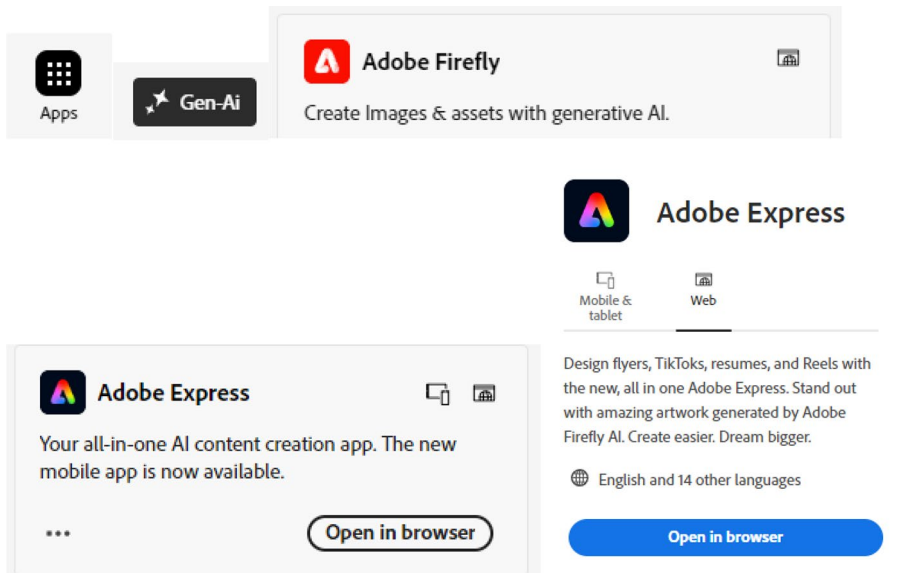 Apps
Gen-Ai
Adobe Firefly
Create Images & assets with generative AI.
Adobe Express
Your all-in-one AI content creation app. The new
mobile app is now available.
Open in browser
Adobe Express
Mobile &
tablet
Web
Design flyers, TikToks, resumes, and Reels with
the new, all in one Adobe Express. Stand out
with amazing artwork generated by Adobe
Firefly AI. Create easier. Dream bigger.
English and 14 other languages
Open in browser